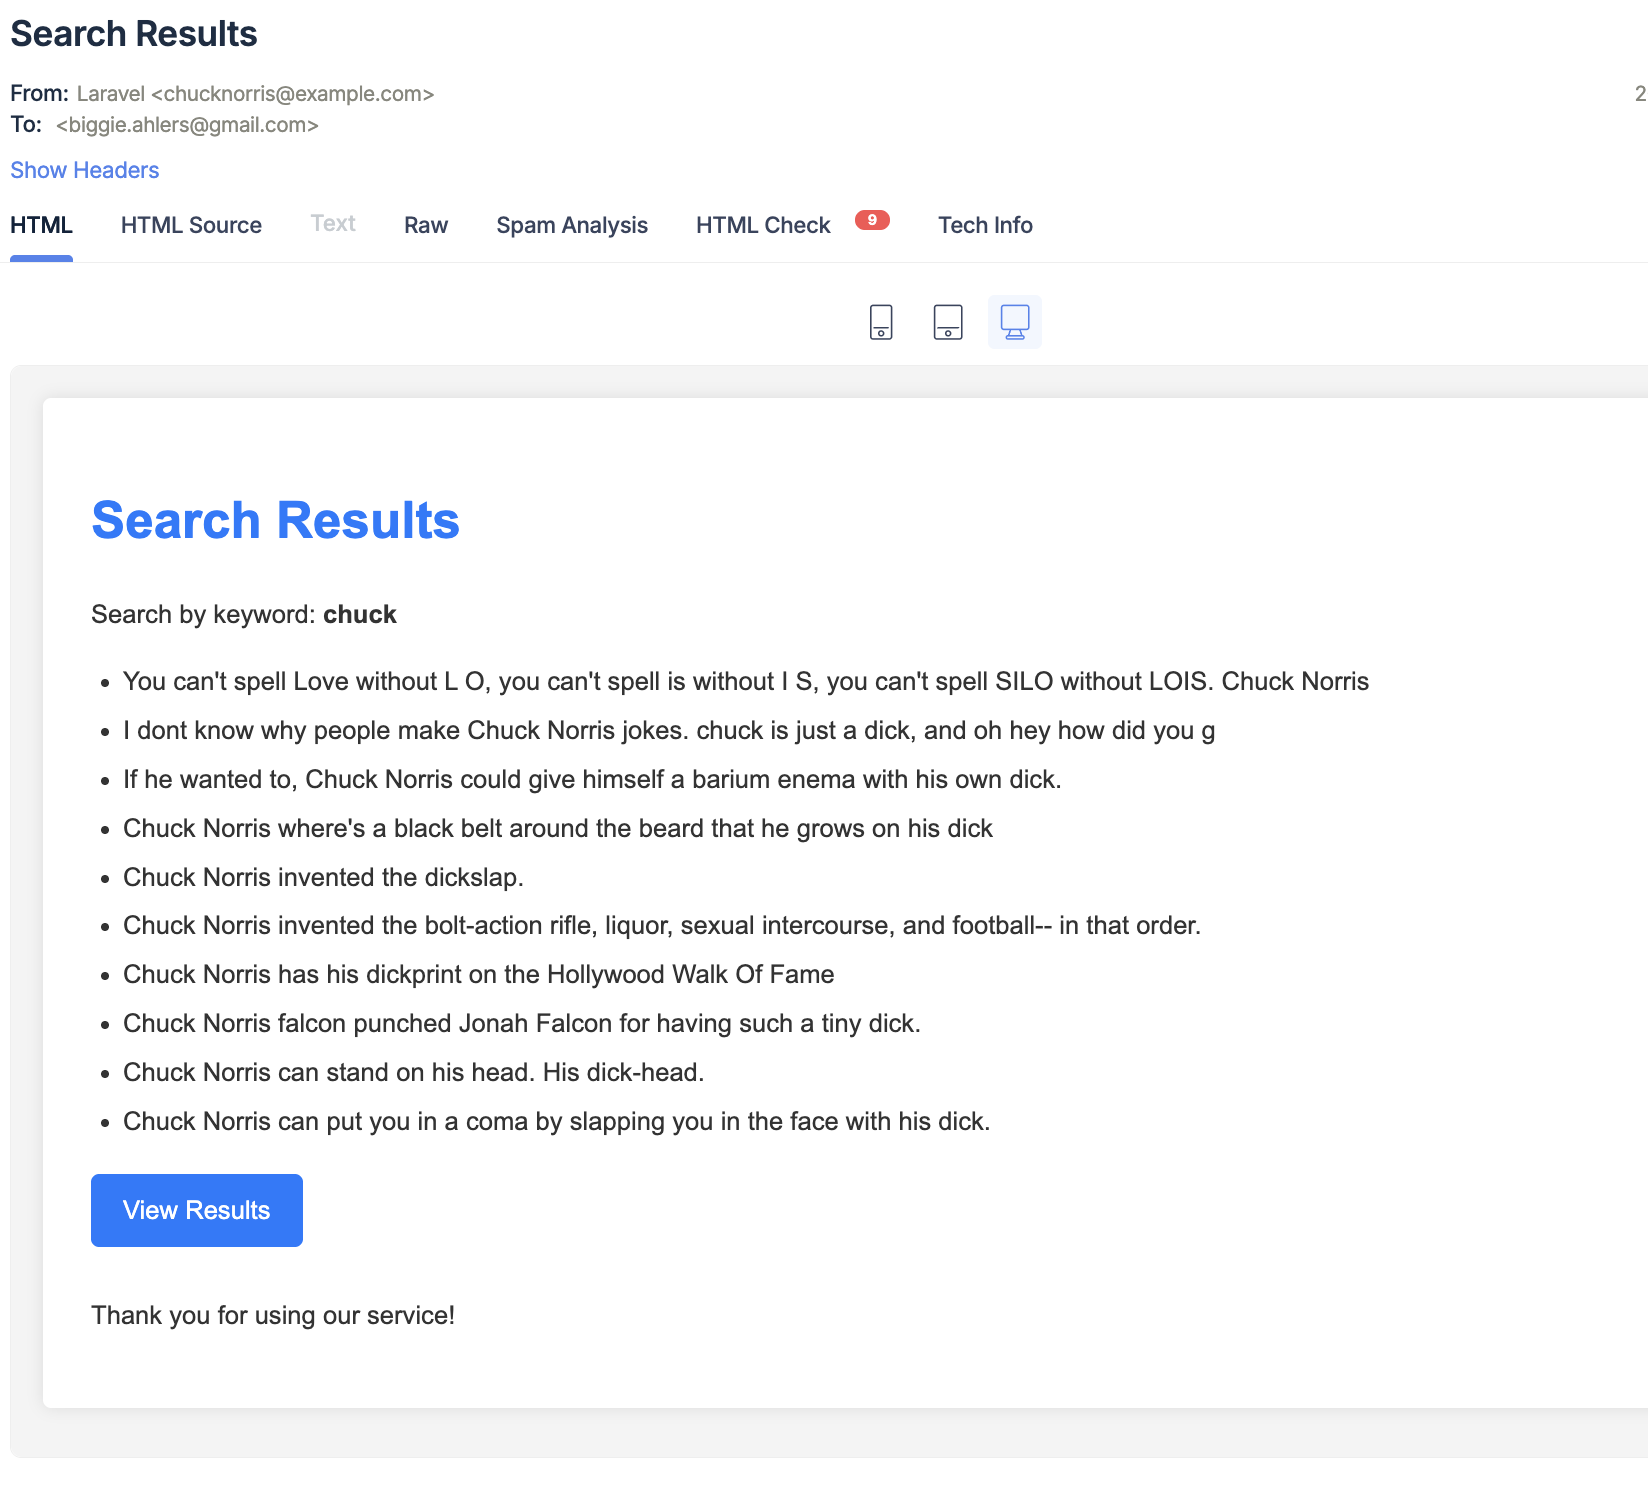 Search Results
From: Laravel <chucknorris@example.com>
2
To: <biggie.ahlers@gmail.com>
Show Headers
HTML HTML Source Text Raw Spam Analysis HTML Check 9 Tech Info
Search Results
Search by keyword: chuck
• You can't spell Love without L O, you can't spell is without I S, you can't spell SILO without LOIS. Chuck Norris
• I dont know why people make Chuck Norris jokes. chuck is just a dick, and oh hey how did you g
• If he wanted to, Chuck Norris could give himself a barium enema with his own dick.
• Chuck Norris where's a black belt around the beard that he grows on his dick
• Chuck Norris invented the dickslap.
• Chuck Norris invented the bolt-action rifle, liquor, sexual intercourse, and football-- in that order.
• Chuck Norris has his dickprint on the Hollywood Walk Of Fame
• Chuck Norris falcon punched Jonah Falcon for having such a tiny dick.
• Chuck Norris can stand on his head. His dick-head.
• Chuck Norris can put you in a coma by slapping you in the face with his dick.
View Results
Thank you for using our service!